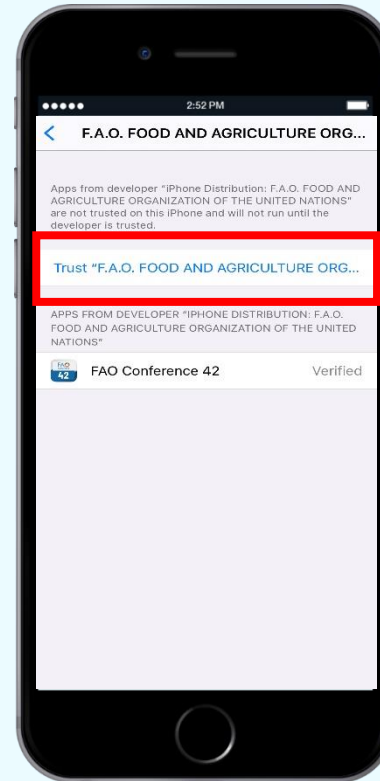 2:52 PM
F.A.O. FOOD AND AGRICULTURE ORG...
Apps from developer "iPhone Distribution: F.A.O. FOOD AND
AGRICULTURE ORGANIZATION OF THE UNITED NATIONS"
are not trusted on this iPhone and will not run until the
developer is trusted.
Trust "F.A.O. FOOD AND AGRICULTURE ORG...
APPS FROM DEVELOPER "IPHONE DISTRIBUTION: F.A.O.
FOOD AND AGRICULTURE ORGANIZATION OF THE UNITED
NATIONS"
FAO
42
FAO Conference 42 Verified